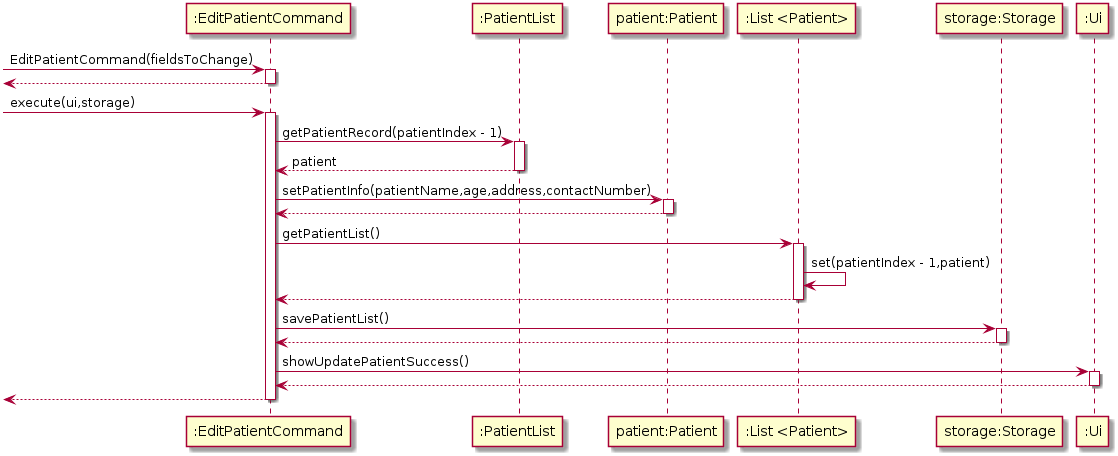 :EditPatientCommand :PatientList patient:Patient :List <Patient> storage:Storage :Ui
EditPatientCommand(fieldsToChange)
execute(ui,storage)
getPatientRecord(patientIndex - 1)
patient
setPatientInfo(patientName,age,address,contactNumber)
getPatientList()
set(patientIndex - 1,patient)
savePatientList()
showUpdatePatientSuccess()
:EditPatientCommand :PatientList patient:Patient :List <Patient> storage:Storage :Ui